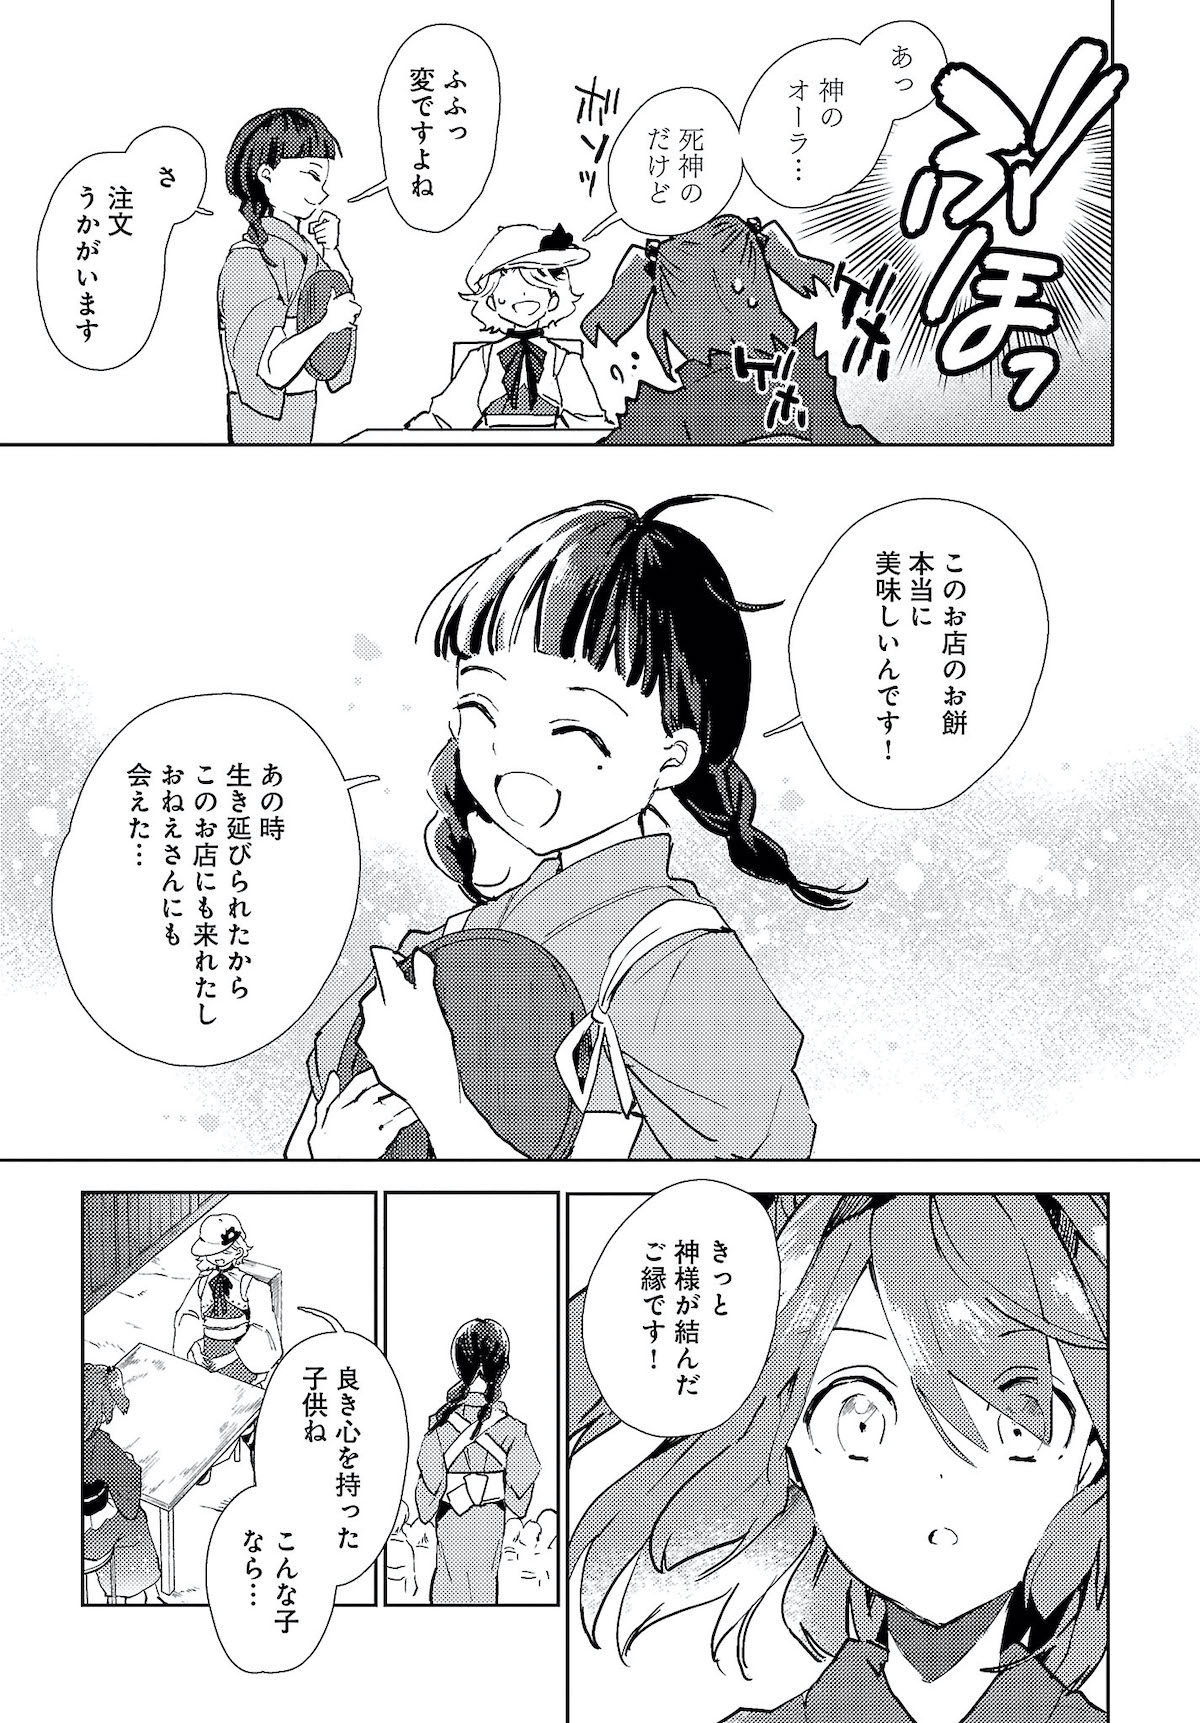 ぶほっ
あっ
神の
オーラ…
死神の
だけど
ボソッ
ゲホ
ゲホ
ふふっ
変ですよね
さ
注文
うかがいます
このお店のお餅
本当に
美味しいんです!
あの時
生き延びられたから
このお店にも来れたし
おねえさんにも
会えた…
きっと
神様が結んだ
ご縁です!
良き心を持った
子供ね
こんな子
なら…